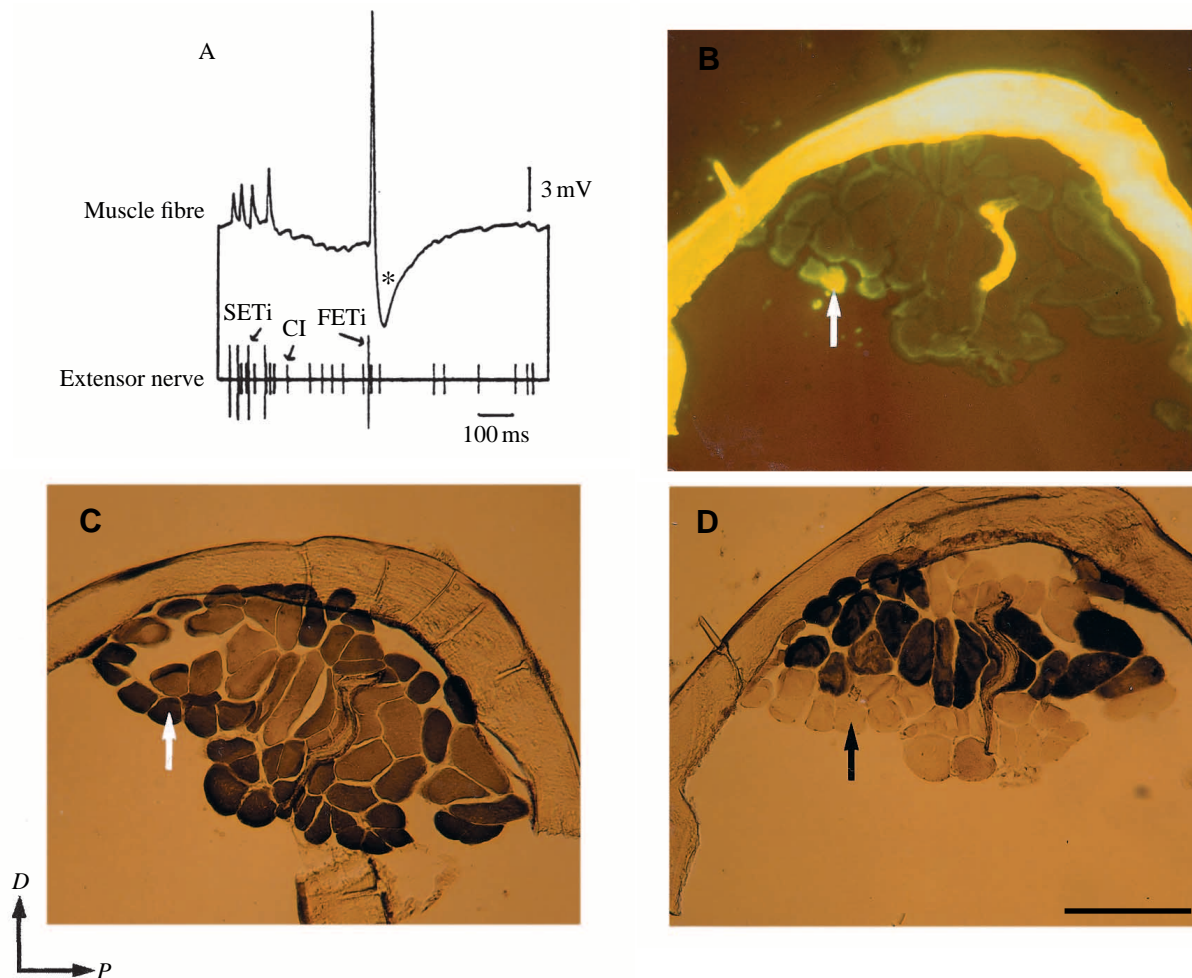 A
3 mV
Muscle fibre
*
SETi
CI
FETi
Extensor nerve
100 ms
B
C
D
D
P